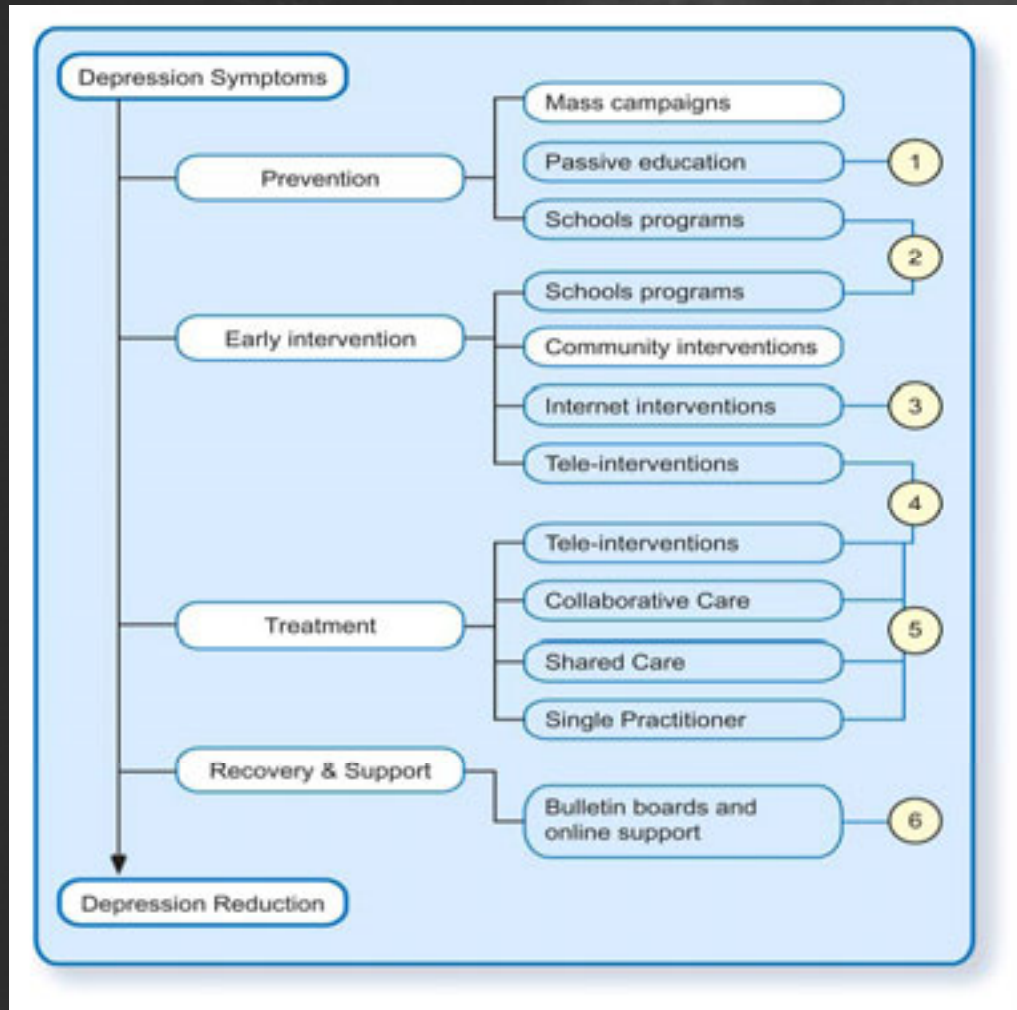 Depression Symptoms
Mass campaigns
Prevention
Passive education
1
Schools programs
2
Schools programs
Early intervention
Community interventions
Internet interventions
3
Tele-interventions
4
Tele-interventions
Collaborative Care
Treatment
5
Shared Care
Single Practitioner
Recovery & Support
Bulletin boards and
online support
6
Depression Reduction